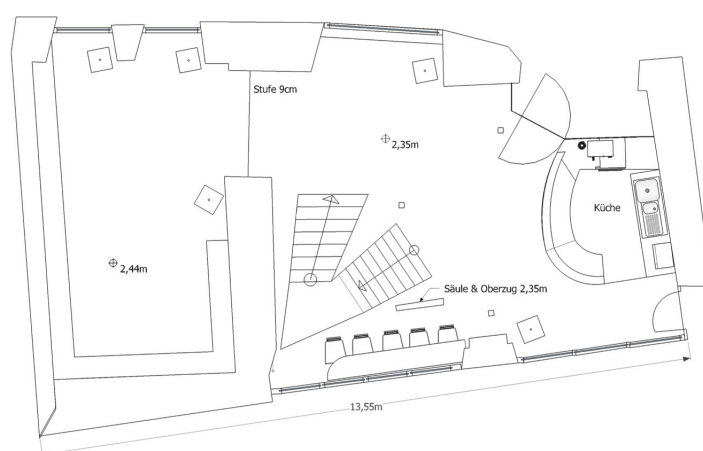 Stufe 9cm
2,35m
Küche
2,44m
Säule & Oberzug 2,35m
13,55m